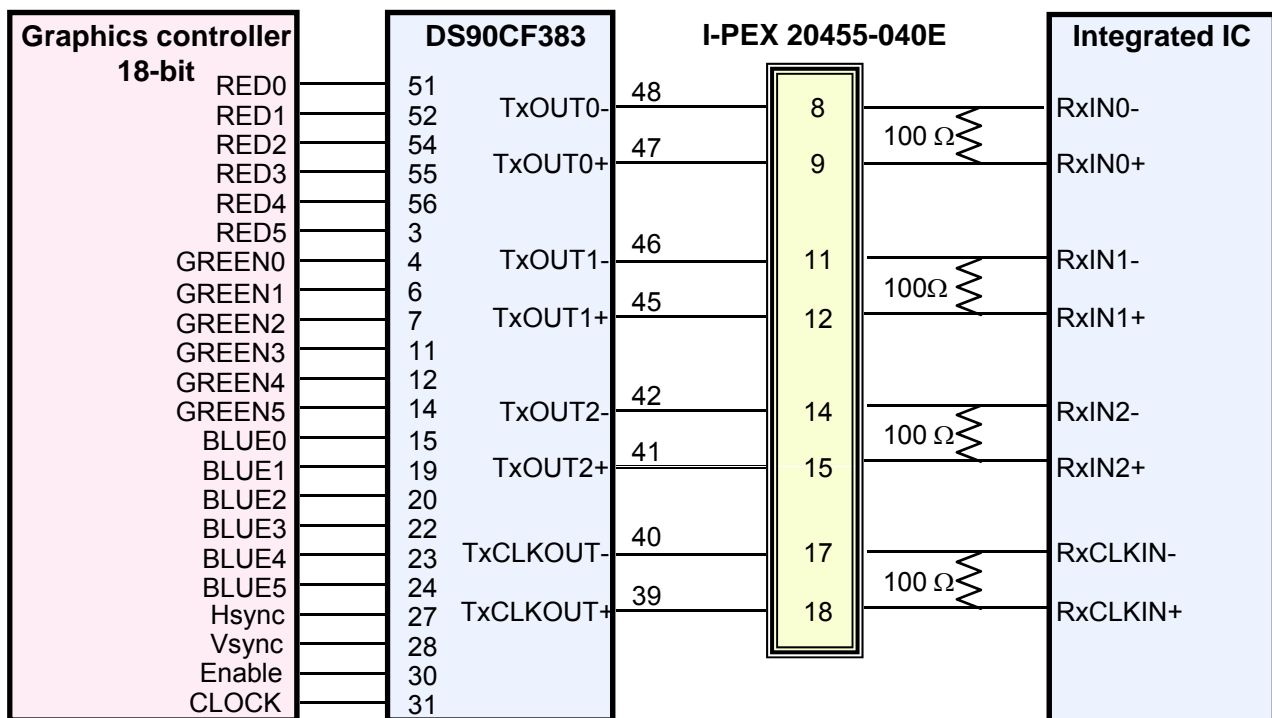 Graphics controller
18-bit
DS90CF383
I-PEX 20455-040E
Integrated IC
RED0
RED1
RED2
RED3
RED4
RED5
GREEN0
GREEN1
GREEN2
GREEN3
GREEN4
GREEN5
BLUE0
BLUE1
BLUE2
BLUE3
BLUE4
BLUE5
Hsync
Vsync
Enable
CLOCK
51
52
54
55
56
3
4
6
7
11
12
14
15
19
20
22
23
24
27
28
30
31
TxOUT0-
TxOUT0+
TxOUT1-
TxOUT1+
TxOUT2-
TxOUT2+
TxCLKOUT-
TxCLKOUT+
48
47
46
45
42
41
40
39
8
9
11
12
14
15
17
18
100 Ω
100Ω
100 Ω
100 Ω
RxIN0-
RxIN0+
RxIN1-
RxIN1+
RxIN2-
RxIN2+
RxCLKIN-
RxCLKIN+